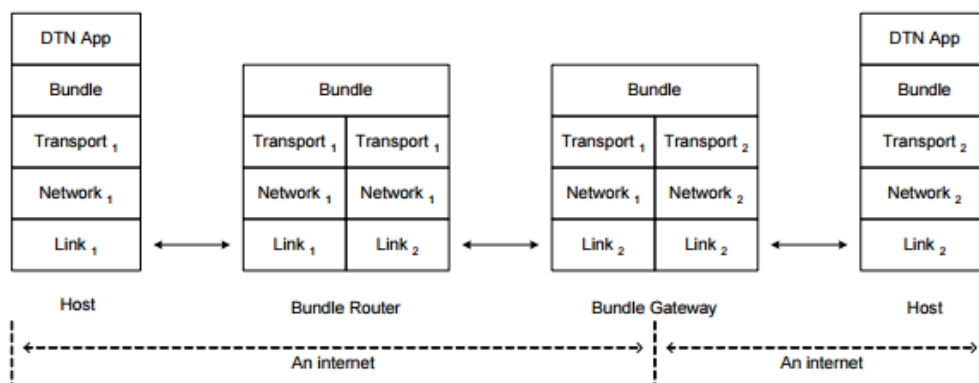 DTN App
DTN App
Bundle
Bundle
Bundle
Bundle
Transport 1
Transport 1
Transport 1
Transport 1
Transport 2
Transport 2
Network 1
Network 1
Network 1
Network 1
Network 2
Network 2
Link 1
Link 1
Link 2
Link 2
Link 2
Link 2
Host
Bundle Router
Bundle Gateway
Host
An internet
An internet